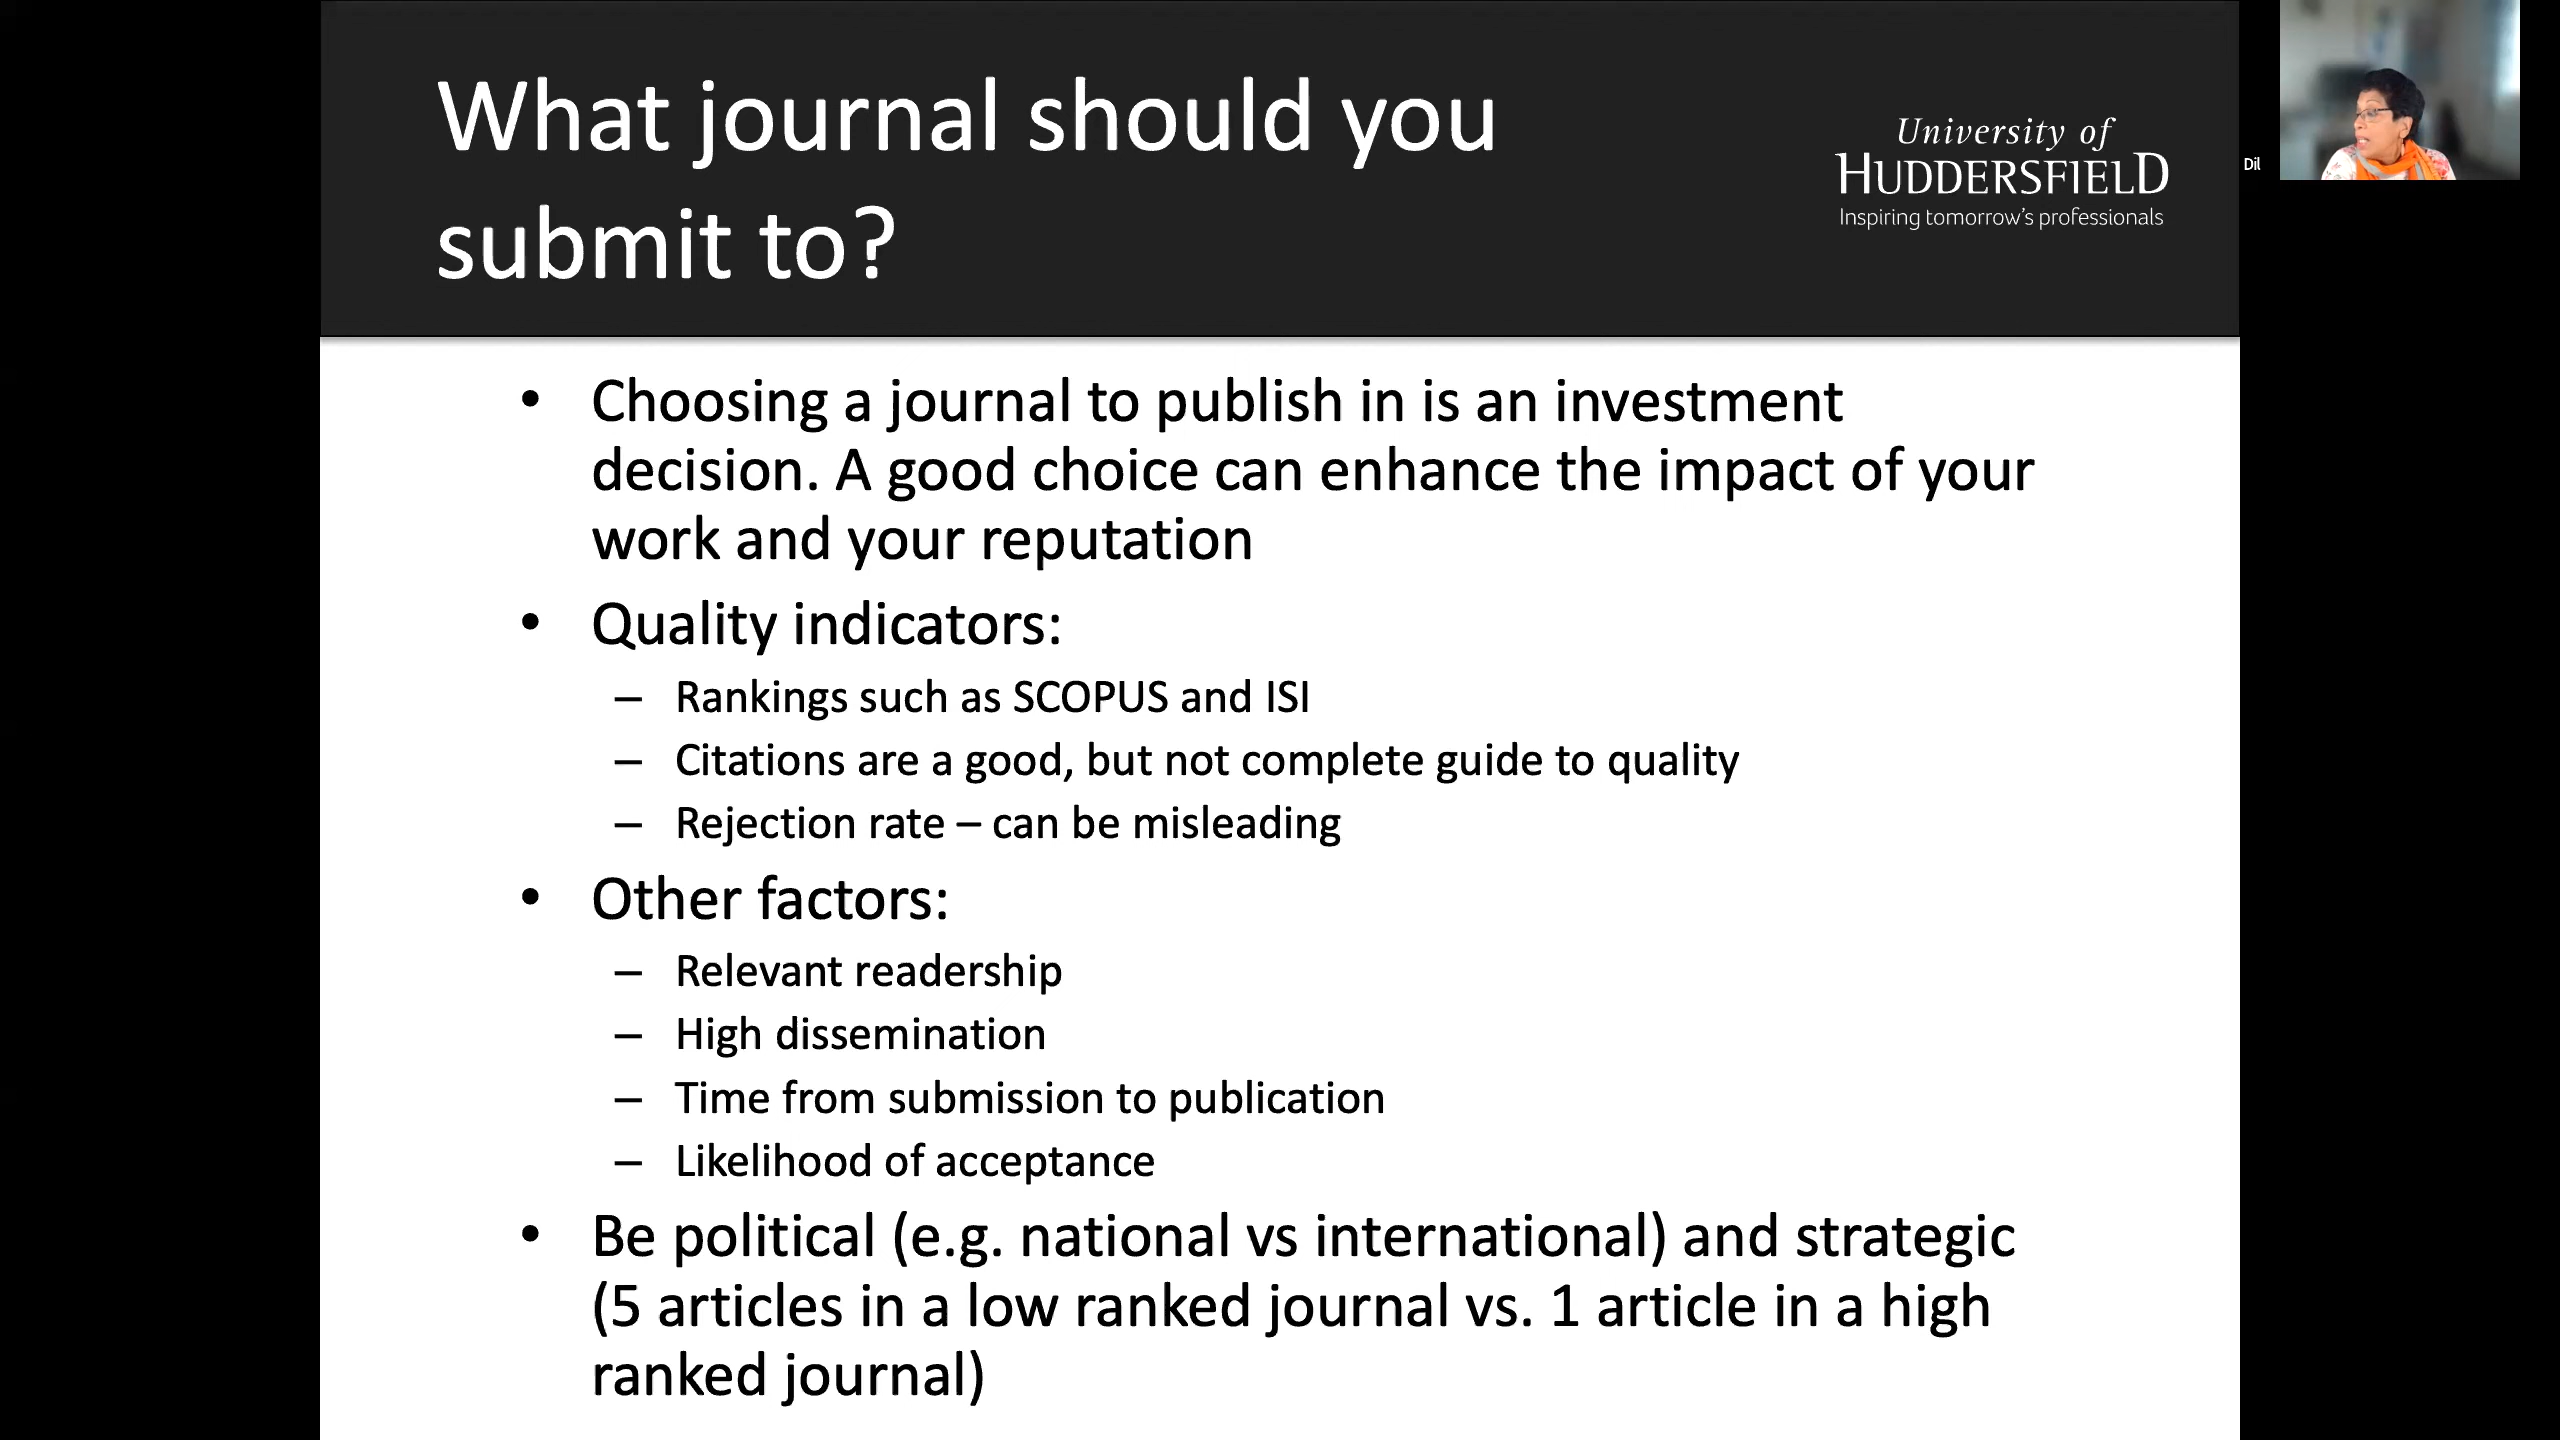 What journal should you
submit to?
University of
HUDDERSFIELD
Inspiring tomorrow's professionals
Dil
• Choosing a journal to publish in is an investment
decision. A good choice can enhance the impact of your
work and your reputation
• Quality indicators:
– Rankings such as SCOPUS and ISI
– Citations are a good, but not complete guide to quality
– Rejection rate – can be misleading
• Other factors:
– Relevant readership
– High dissemination
– Time from submission to publication
– Likelihood of acceptance
• Be political (e.g. national vs international) and strategic
(5 articles in a low ranked journal vs. 1 article in a high
ranked journal)